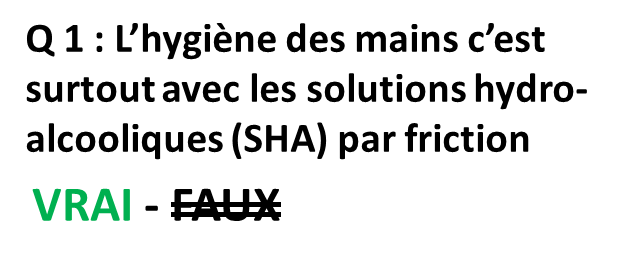 Q 1 : L’hygiène des mains c’est
surtout avec les solutions hydro-
alcooliques (SHA) par friction
VRAI - FAUX